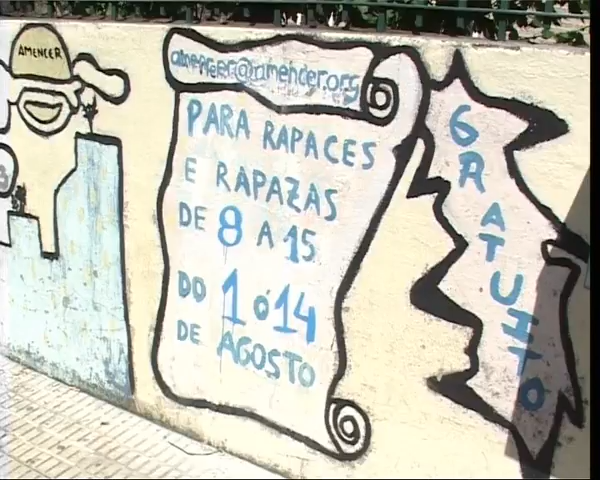 AMENCER
amencer@amencer.org
PARA RAPACES
E RAPAZAS
DE 8 A 15
DO 1 ó 14
DE AGOSTO
GRATUITO